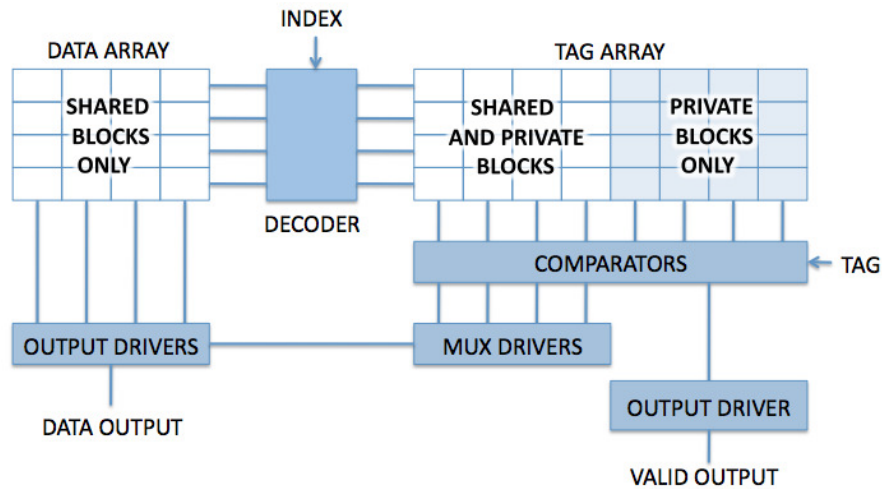 INDEX
DATA ARRAY
TAG ARRAY
SHARED
BLOCKS
ONLY
SHARED
AND PRIVATE
BLOCKS
PRIVATE
BLOCKS
ONLY
DECODER
COMPARATORS
TAG
OUTPUT DRIVERS
MUX DRIVERS
OUTPUT DRIVER
DATA OUTPUT
VALID OUTPUT